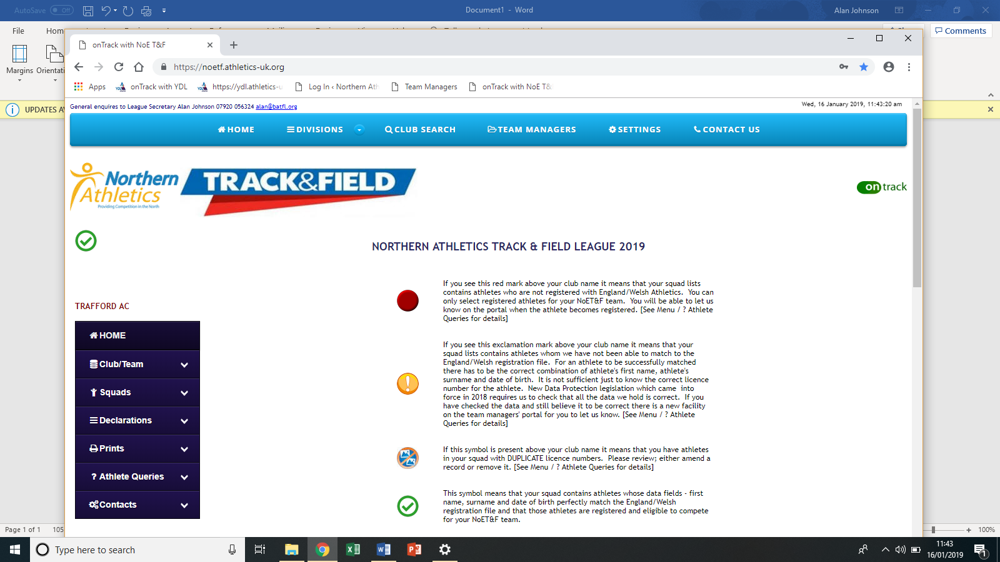 AutoSave Off
Document1 - Word
Alan Johnson
File
Hom
Comments
Margins
Orientati
UPDATES AV
onTrack with NoE T&F
https://noetf.athletics-uk.org
Apps
onTrack with YDL
https://ydl.athletics-u
Log In ‹ Northern Ath
Team Managers
onTrack with NoE T&
General enquires to League Secretary Alan Johnson 07920 056324 alan@batfl.org
Wed, 16 January 2019, 11:43:20 am
HOME
DIVISIONS
CLUB SEARCH
TEAM MANAGERS
SETTINGS
CONTACT US
Northern
Athletics
Providing Competition in the North
TRACK&FIELD
on track
NORTHERN ATHLETICS TRACK & FIELD LEAGUE 2019
TRAFFORD AC
HOME
Club/Team
Squads
Declarations
Prints
? Athlete Queries
Contacts
If you see this red mark above your club name it means that your squad lists
contains athletes who are not registered with England/Welsh Athletics. You can
only select registered athletes for your NoET&F team. You will be able to let us
know on the portal when the athlete becomes registered. [See Menu / ? Athlete
Queries for details]
If you see this exclamation mark above your club name it means that your
squad lists contains athletes whom we have not been able to match to the
England/Welsh registration file. For an athlete to be successfully matched
there has to be the correct combination of athlete's first name, athlete's
surname and date of birth. It is not sufficient just to know the correct licence
number for the athlete. New Data Protection legislation which came into
force in 2018 requires us to check that all the data we hold is correct. If you
have checked the data and still believe it to be correct there is a new facility
on the team managers' portal for you to let us know. [See Menu / ? Athlete
Queries for details]
If this symbol is present above your club name it means that you have athletes
in your squad with DUPLICATE licence numbers. Please review; either amend a
record or remove it. [See Menu / ? Athlete Queries for details]
This symbol means that your squad contains athletes whose data fields - first
name, surname and date of birth perfectly match the England/Welsh
registration file and that those athletes are registered and eligible to compete
for your NoET&F team.
Page 1 of 1
105
100%
Type here to search
11:43
16/01/2019
1